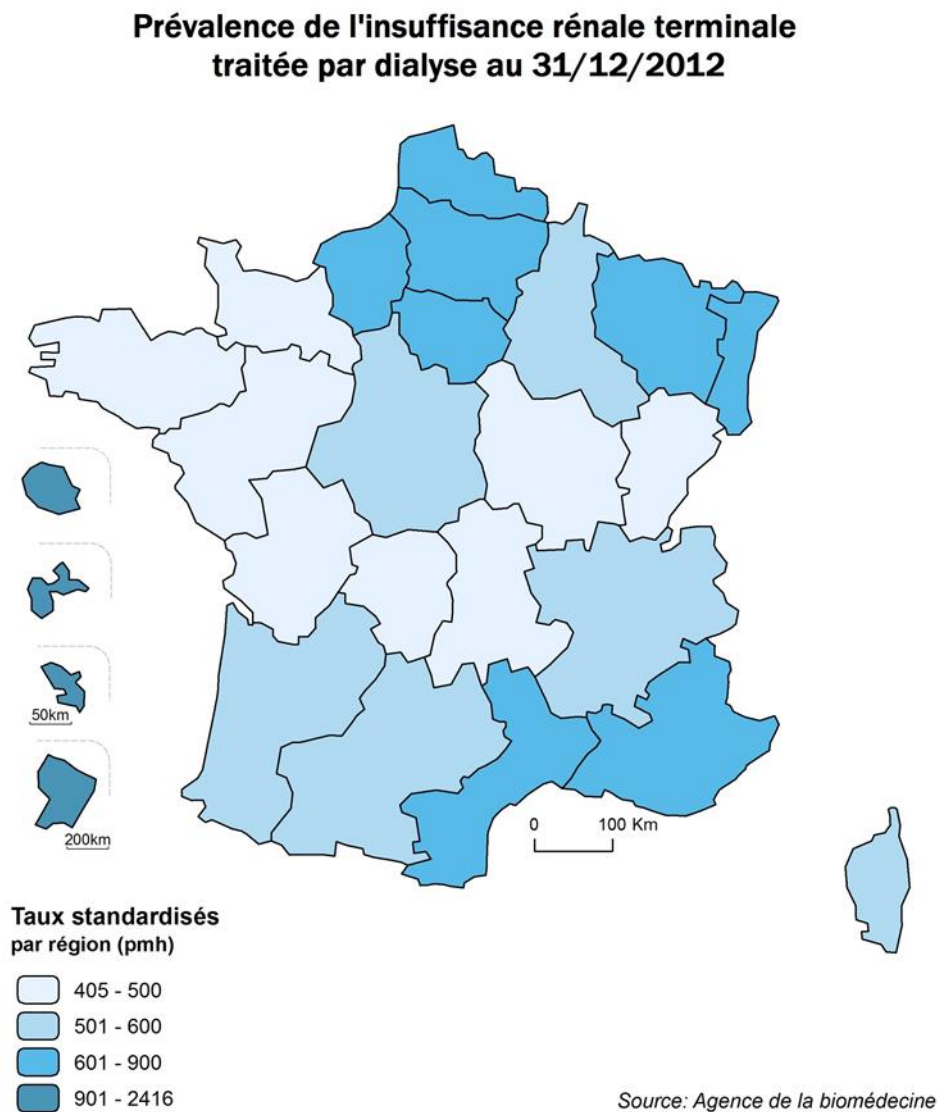 Prévalence de l'insuffisance rénale terminale
traitée par dialyse au 31/12/2012
50km
200km
0 100 Km
Taux standardisés
par région (pmh)
405 - 500
501 - 600
601 - 900
901 - 2416
Source: Agence de la biomédecine